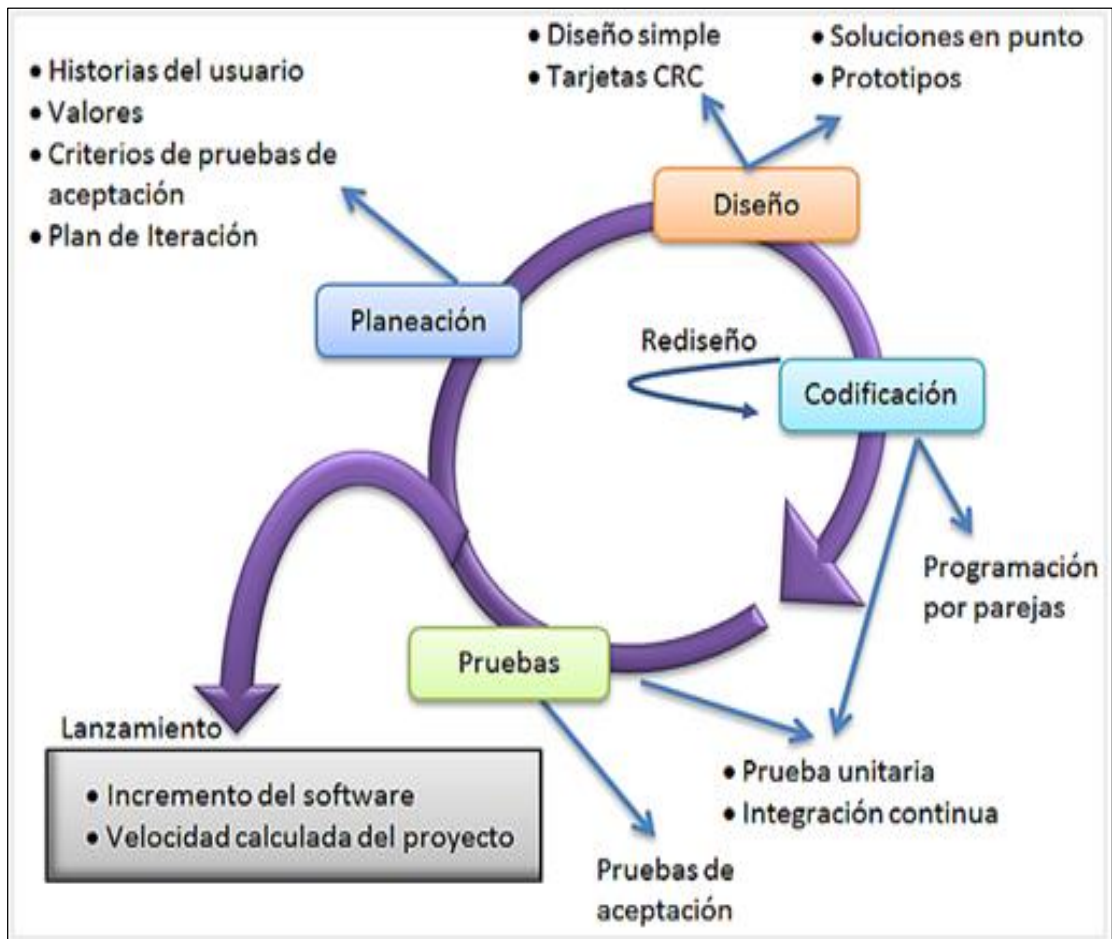 • Historias del usuario
• Valores
• Criterios de pruebas de
aceptación
• Plan de Iteración
• Diseño simple
• Tarjetas CRC
• Soluciones en punto
• Prototipos
Diseño
Planeación
Rediseño
Codificación
Programación
por parejas
Pruebas
Lanzamiento
• Incremento del software
• Velocidad calculada del proyecto
• Prueba unitaria
• Integración continua
Pruebas de
aceptación